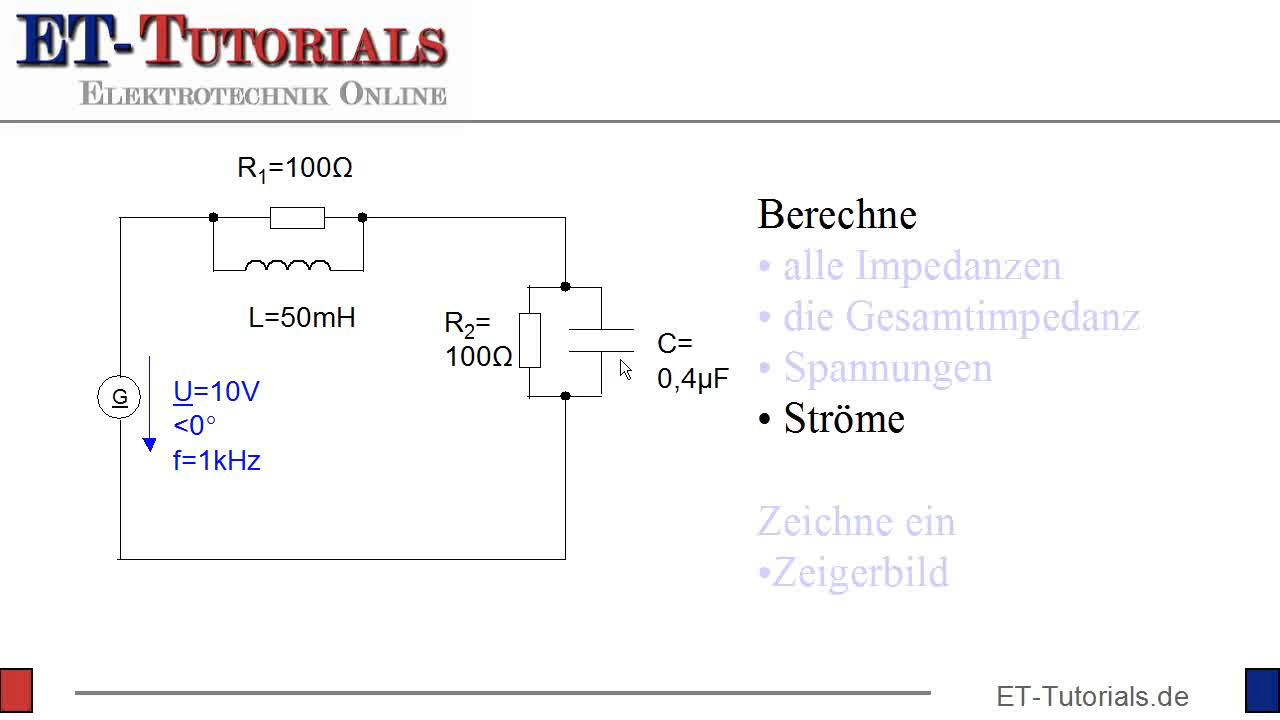 ET-TUTORIALS
ELEKTROTECHNIK ONLINE
R1=100Ω
L=50mH
R2=
100Ω
C=
0,4µF
G
U=10V
<0°
f=1kHz
Berechne
• alle Impedanzen
• die Gesamtimpedanz
• Spannungen
• Ströme
Zeichne ein
•Zeigerbild
ET-Tutorials.de